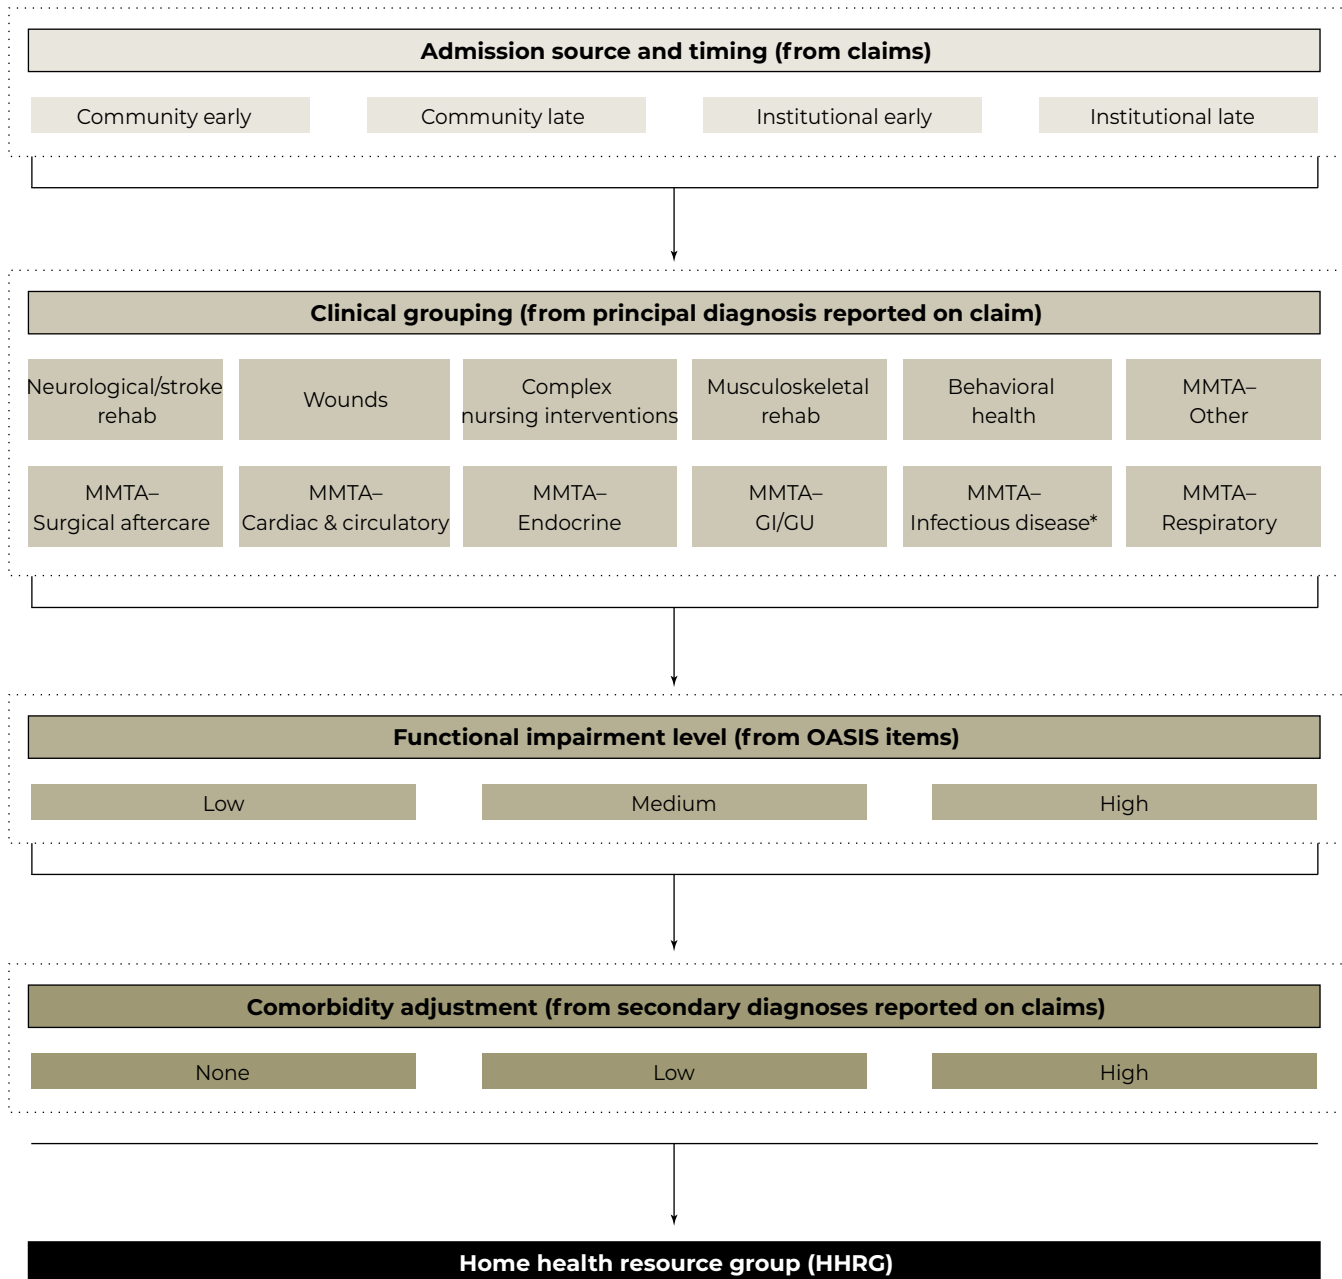 Admission source and timing (from claims)
Community early
Community late
Institutional early
Institutional late
Clinical grouping (from principal diagnosis reported on claim)
Neurological/stroke
rehab
Wounds
Complex
nursing interventions
Musculoskeletal
rehab
Behavioral
health
MMTA–
Other
MMTA–
Surgical aftercare
MMTA–
Cardiac & circulatory
MMTA–
Endocrine
MMTA–
GI/GU
MMTA–
Infectious disease*
MMTA–
Respiratory
Functional impairment level (from OASIS items)
Low
Medium
High
Comorbidity adjustment (from secondary diagnoses reported on claims)
None
Low
High
Home health resource group (HHRG)